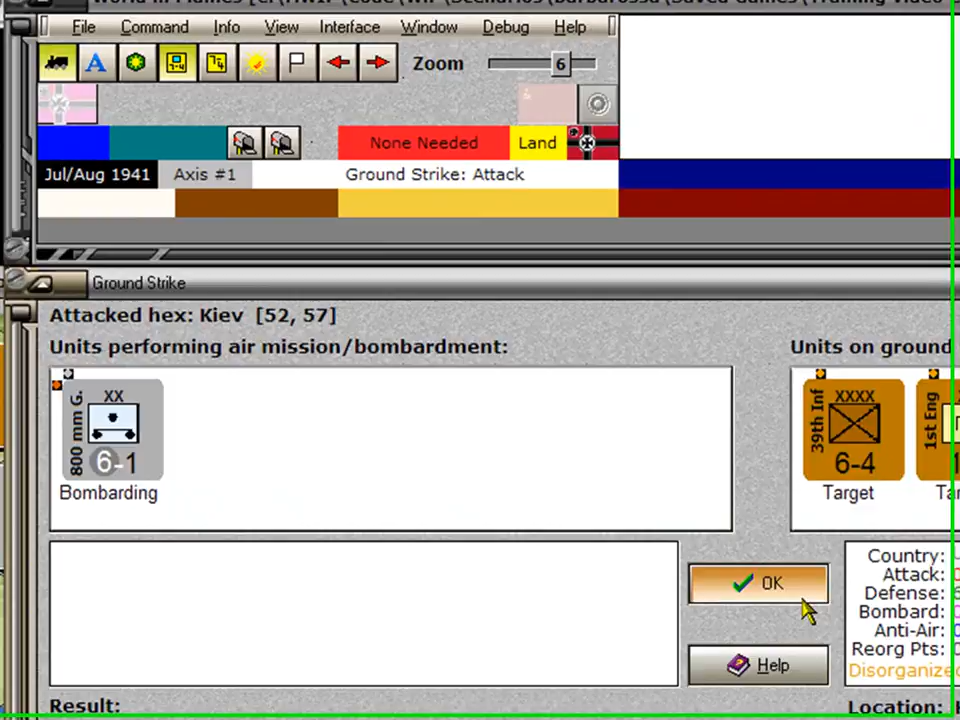 File Command Info View Interface Window Debug Help
Zoom 6
None Needed Land
Jul/Aug 1941 Axis #1 Ground Strike: Attack
Ground Strike
Attacked hex: Kiev [52, 57]
Units performing air mission/bombardment:
Units on ground
800 mm G.
XX
6-1
Bombarding
39th Inf
XXXX
6-4
Target
1st Eng
OK
Help
Country:
Attack:
Defense:
Bombard:
Anti-Air:
Reorg Pts:
Disorganize
Result:
Location: